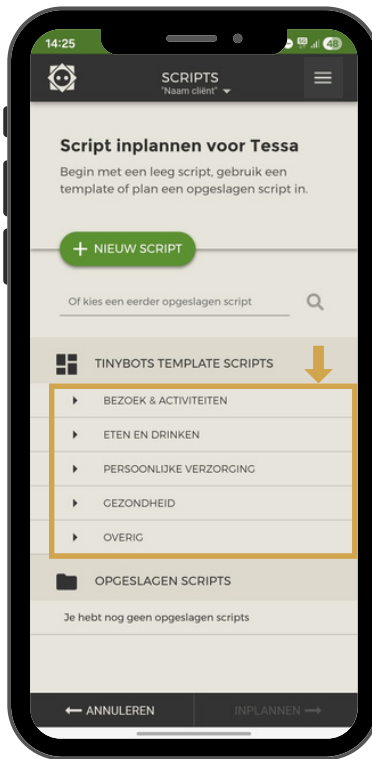 14:25
5G
48
SCRIPTS
"Naam cliënt"
Script inplannen voor Tessa
Begin met een leeg script, gebruik een
template of plan een opgeslagen script in.
+ NIEUW SCRIPT
Of kies een eerder opgeslagen script
TINYBOTS TEMPLATE SCRIPTS
BEZOEK & ACTIVITEITEN
ETEN EN DRINKEN
PERSOONLIJKE VERZORGING
GEZONDHEID
OVERIG
OPGESLAGEN SCRIPTS
Je hebt nog geen opgeslagen scripts
ANNULEREN
INPLANNEN